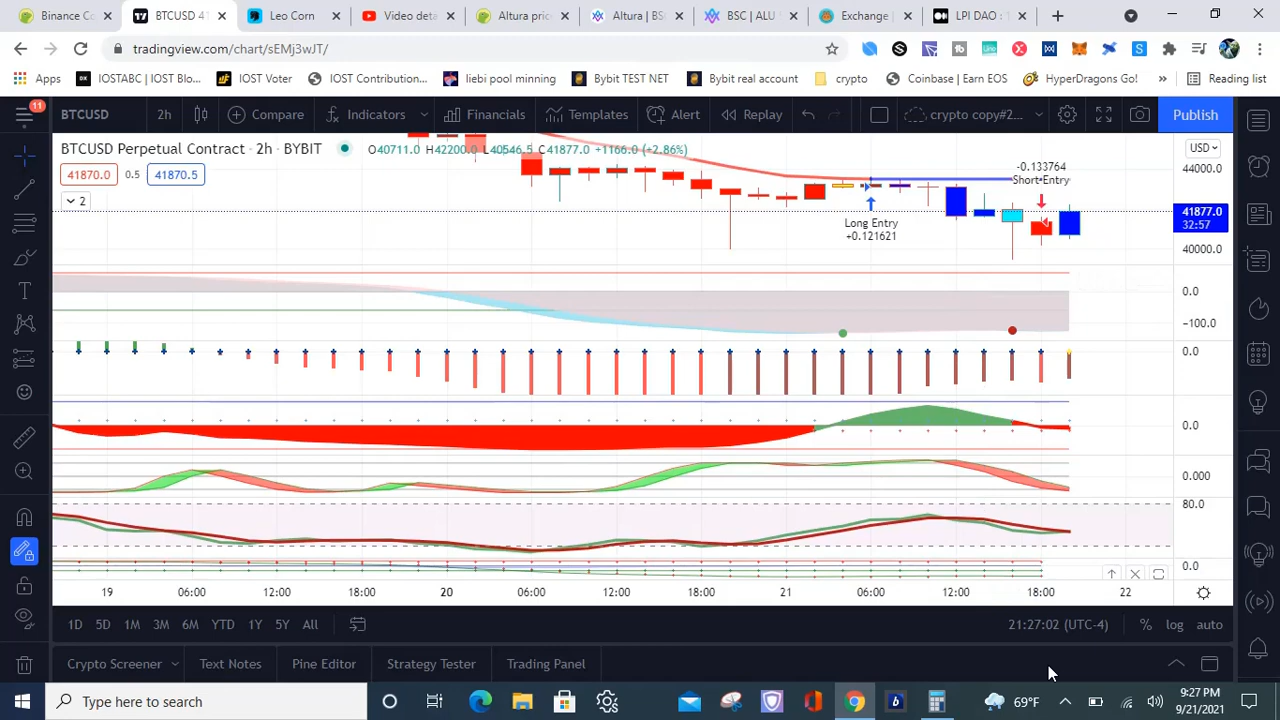 Binance Co
BTCUSD 41
Leo Corn
Video deta
Altura pric
Altura | BS
BSC | ALU
Exchange |
LPI DAO :
tradingview.com/chart/sEMj3wJT/
Apps
IOSTABC | IOST Blo...
IOST Vote
IOST Contribution...
liebi pool minning
Bybit TEST NET
Bybit real account
crypto
Coinbase | Earn EOS
HyperDragons Go!
Reading list
11
BTCUSD
2h
Compare
Indicators
Financials
Templates
Alert
Replay
crypto copy#2...
Publish
BTCUSD Perpetual Contract · 2h · BYBIT
O40711.0 H42200.0 L40546.5 C41877.0 +1166.0 (+2.86%)
USD
41870.0
0.5
41870.5
2
-0.133764
Short Entry
Long Entry
+0.121621
44000.0
41877.0
32:57
40000.0
0.0
−100.0
0.0
0.0
0.000
80.0
0.0
19
06:00
12:00
18:00
20
06:00
12:00
18:00
21
06:00
12:00
18:00
22
1D
5D
1M
3M
6M
YTD
1Y
5Y
All
21:27:02 (UTC-4)
%
log
auto
Crypto Screener
Text Notes
Pine Editor
Strategy Tester
Trading Panel
Type here to search
69°F
9:27 PM
9/21/2021